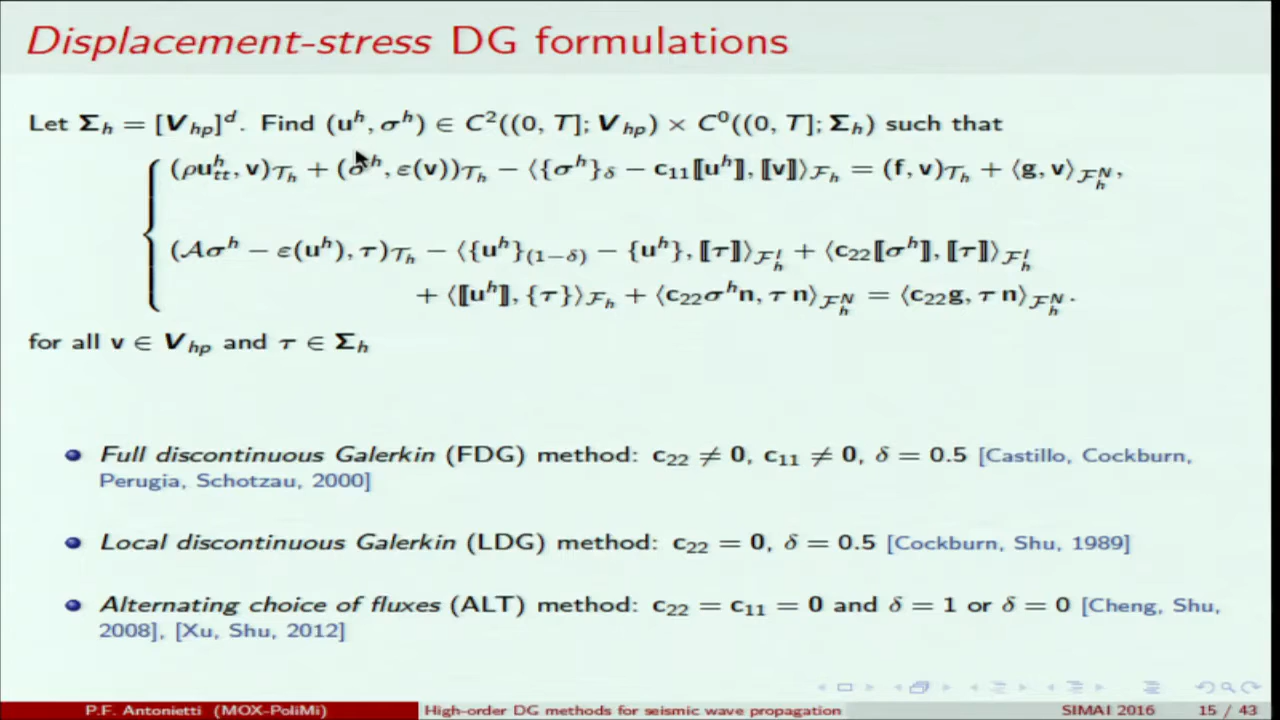 Displacement-stress DG formulations
Let Σ_h = [V_hp]^d. Find (u^h, σ^h) ∈ C^2((0, T]; V_hp) × C^0((0, T]; Σ_h) such that
(ρu^h_tt, v)_{𝒯_h} + (σ^h, ε(v))_{𝒯_h} − ⟨{σ^h}_δ − c_11⟦u^h⟧, ⟦v⟧⟩_{ℱ_h} = (f, v)_{𝒯_h} + ⟨g, v⟩_{ℱ_h^N},
(𝒜σ^h − ε(u^h), τ)_{𝒯_h} − ⟨{u^h}_{(1−δ)} − {u^h}, ⟦τ⟧⟩_{ℱ_h^I} + ⟨c_22⟦σ^h⟧, ⟦τ⟧⟩_{ℱ_h^I}
+ ⟨⟦u^h⟧, {τ}⟩_{ℱ_h} + ⟨c_22σ^h n, τ n⟩_{ℱ_h^N} = ⟨c_22 g, τ n⟩_{ℱ_h^N}.
for all v ∈ V_hp and τ ∈ Σ_h
Full discontinuous Galerkin (FDG) method: c_22 ≠ 0, c_11 ≠ 0, δ = 0.5 [Castillo, Cockburn,
Perugia, Schotzau, 2000]
Local discontinuous Galerkin (LDG) method: c_22 = 0, δ = 0.5 [Cockburn, Shu, 1989]
Alternating choice of fluxes (ALT) method: c_22 = c_11 = 0 and δ = 1 or δ = 0 [Cheng, Shu,
2008], [Xu, Shu, 2012]
P.F. Antonietti (MOX-PoliMi) High-order DG methods for seismic wave propagation SIMAI 2016 15 / 43